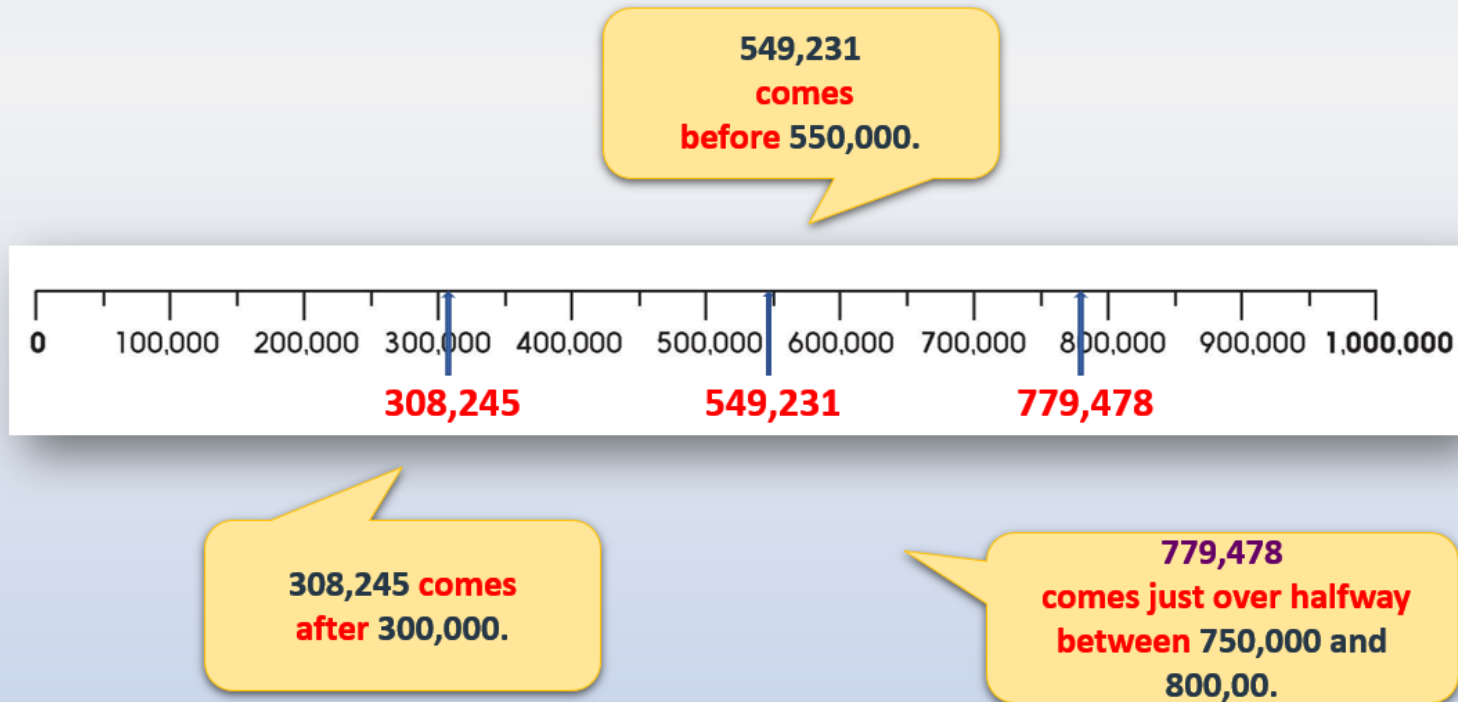 549,231
comes
before 550,000.
0 100,000 200,000 300,000 400,000 500,000 600,000 700,000 800,000 900,000 1,000,000
308,245 549,231 779,478
308,245 comes
after 300,000.
779,478
comes just over halfway
between 750,000 and
800,00.